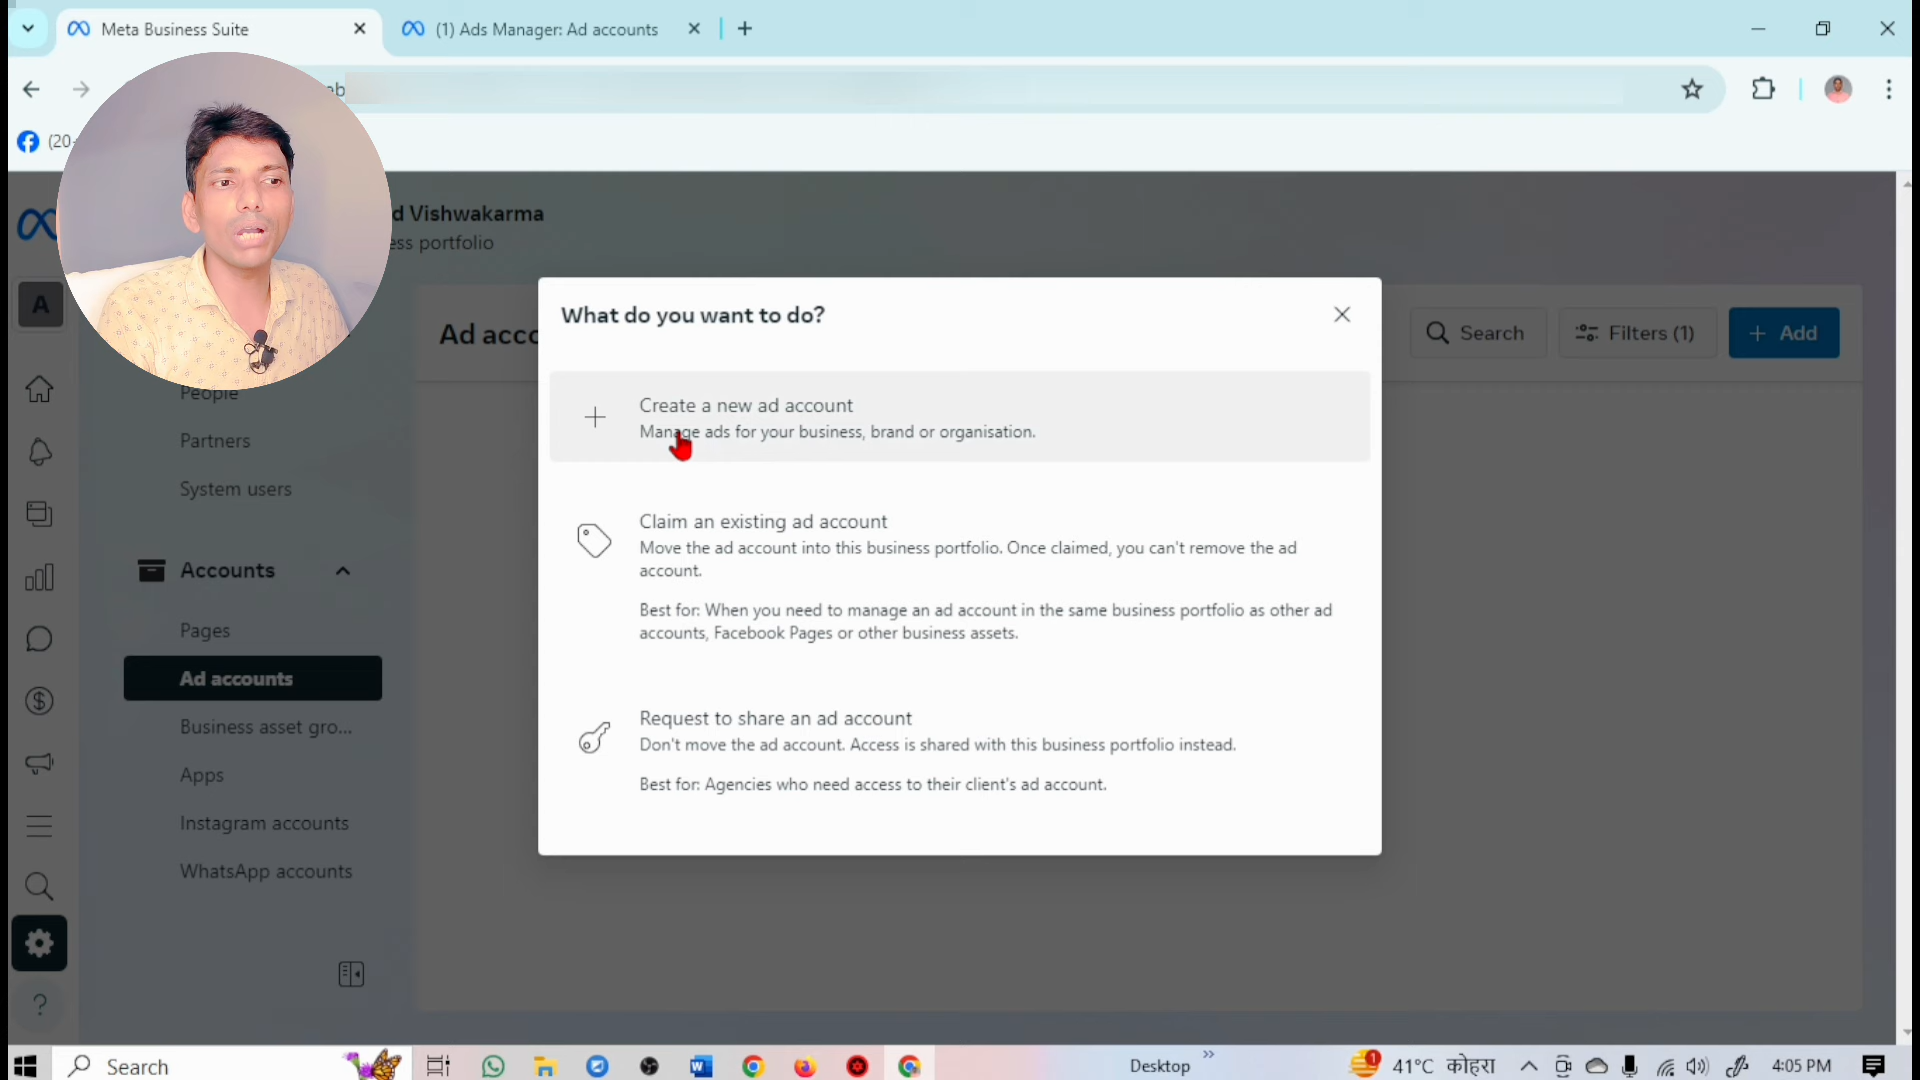 Meta Business Suite
(1) Ads Manager: Ad accounts
eb
(20
d Vishwakarma
ess portfolio
A
People
Partners
System users
Accounts
Pages
Ad accounts
Business asset gro...
Apps
Instagram accounts
WhatsApp accounts
Ad acco
Search
Filters (1)
+ Add
What do you want to do?
Create a new ad account
Manage ads for your business, brand or organisation.
Claim an existing ad account
Move the ad account into this business portfolio. Once claimed, you can't remove the ad
account.
Best for: When you need to manage an ad account in the same business portfolio as other ad
accounts, Facebook Pages or other business assets.
Request to share an ad account
Don't move the ad account. Access is shared with this business portfolio instead.
Best for: Agencies who need access to their client's ad account.
Search
Desktop
1
41°C कोहरा
4:05 PM